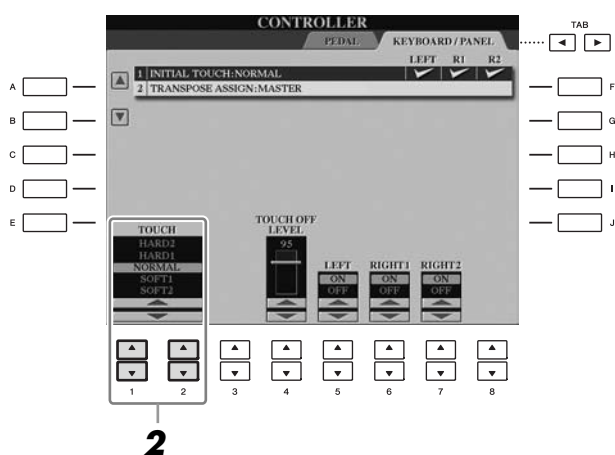 CONTROLLER
TAB
PEDAL KEYBOARD / PANEL
LEFT R1 R2
1 INITIAL TOUCH:NORMAL
2 TRANSPOSE ASSIGN:MASTER
A
B
C
D
E
F
G
H
I
J
TOUCH
HARD2
HARD1
NORMAL
SOFT1
SOFT2
TOUCH OFF
LEVEL
95
LEFT RIGHT1 RIGHT2
ON ON ON
OFF OFF OFF
1 2 3 4 5 6 7 8
2